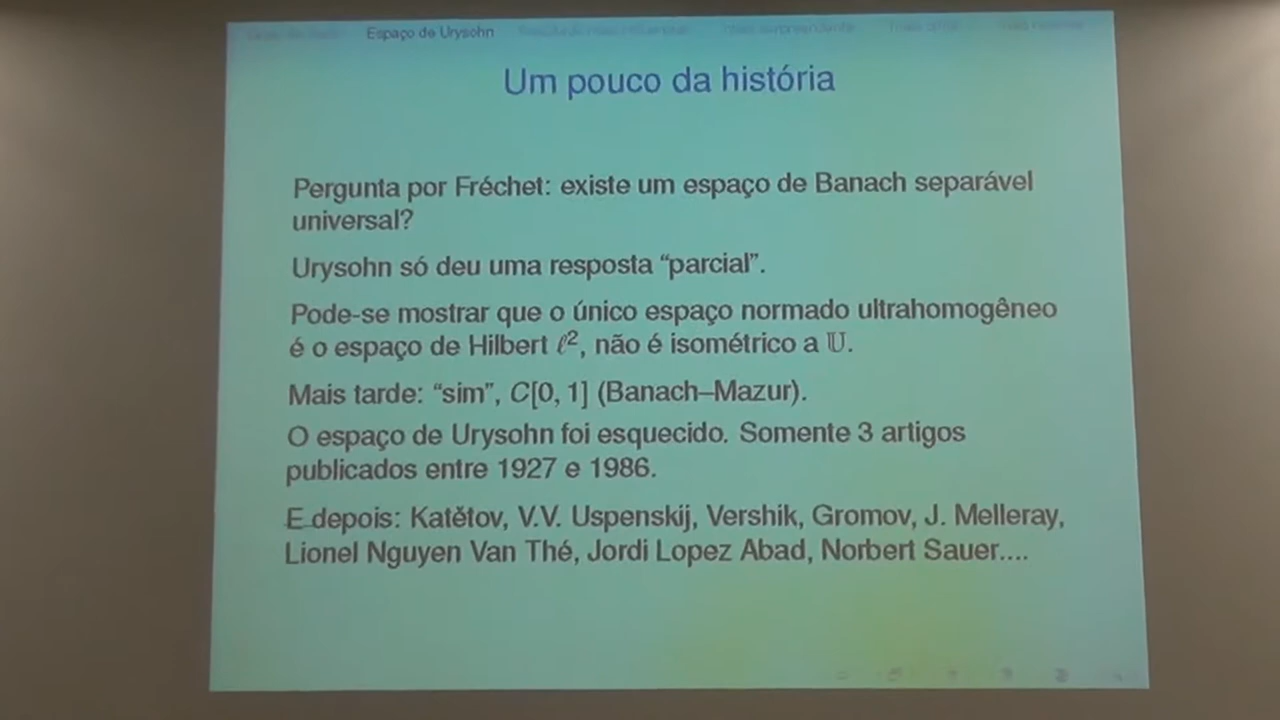 Espaço de Urysohn
Um pouco da história
Pergunta por Fréchet: existe um espaço de Banach separável
universal?
Urysohn só deu uma resposta “parcial”.
Pode-se mostrar que o único espaço normado ultrahomogêneo
é o espaço de Hilbert ℓ², não é isométrico a 𝕌.
Mais tarde: “sim”, C[0, 1] (Banach–Mazur).
O espaço de Urysohn foi esquecido. Somente 3 artigos
publicados entre 1927 e 1986.
E depois: Katětov, V.V. Uspenskij, Vershik, Gromov, J. Melleray,
Lionel Nguyen Van Thé, Jordi Lopez Abad, Norbert Sauer....